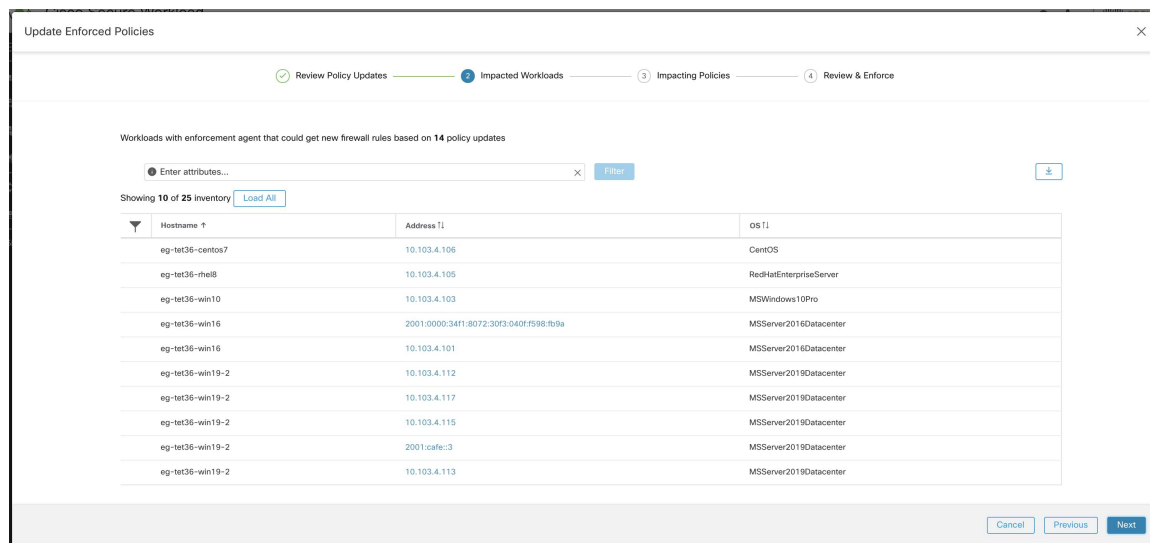 Cisco Secure Workload
Update Enforced Policies
Review Policy Updates 2 Impacted Workloads 3 Impacting Policies 4 Review & Enforce
Workloads with enforcement agent that could get new firewall rules based on 14 policy updates
Enter attributes... Filter
Showing 10 of 25 inventory Load All
Hostname ↑ Address ↑↓ OS ↑↓
eg-tet36-centos7 10.103.4.106 CentOS
eg-tet36-rhel8 10.103.4.105 RedHatEnterpriseServer
eg-tet36-win10 10.103.4.103 MSWindows10Pro
eg-tet36-win16 2001:0000:34f1:8072:30f3:040f:f598:fb9a MSServer2016Datacenter
eg-tet36-win16 10.103.4.101 MSServer2016Datacenter
eg-tet36-win19-2 10.103.4.112 MSServer2019Datacenter
eg-tet36-win19-2 10.103.4.117 MSServer2019Datacenter
eg-tet36-win19-2 10.103.4.115 MSServer2019Datacenter
eg-tet36-win19-2 2001:cafe::3 MSServer2019Datacenter
eg-tet36-win19-2 10.103.4.113 MSServer2019Datacenter
Cancel Previous Next